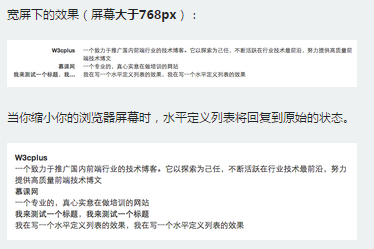 宽屏下的效果（屏幕大于768px）：
W3cplus 一个致力于推广国内前端行业的技术博客。它以探索为己任，不断活跃在行业技术最前沿，努力提供高质量前
端技术博文
慕课网 一个专业的，真心实意在做培训的网站
我来测试一个标题，我... 我在写一个水平定义列表的效果，我在写一个水平定义列表的效果。
当你缩小你的浏览器屏幕时，水平定义列表将回复到原始的状态。
W3cplus
一个致力于推广国内前端行业的技术博客。它以探索为己任，不断活跃在行业技术最前沿，努力
提供高质量前端技术博文
慕课网
一个专业的，真心实意在做培训的网站
我来测试一个标题，我来测试一个标题
我在写一个水平定义列表的效果，我在写一个水平定义列表的效果